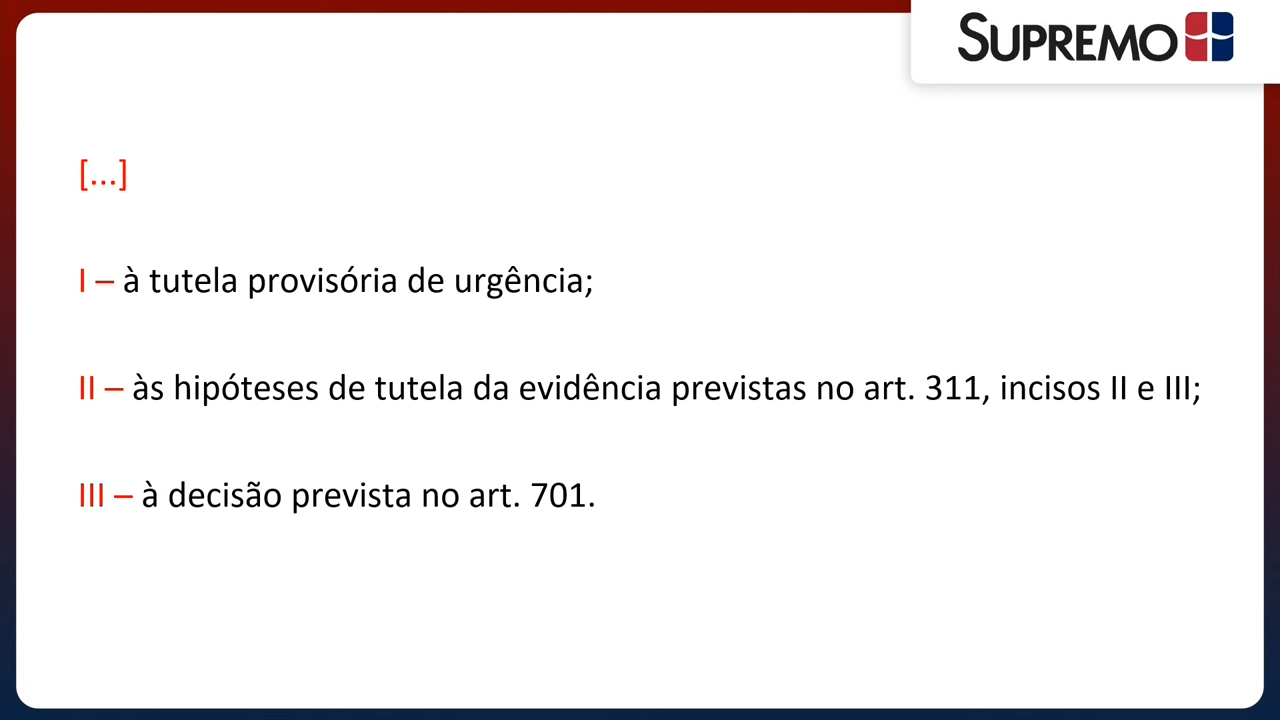 SUPREMO
[...]
I – à tutela provisória de urgência;
II – às hipóteses de tutela da evidência previstas no art. 311, incisos II e III;
III – à decisão prevista no art. 701.